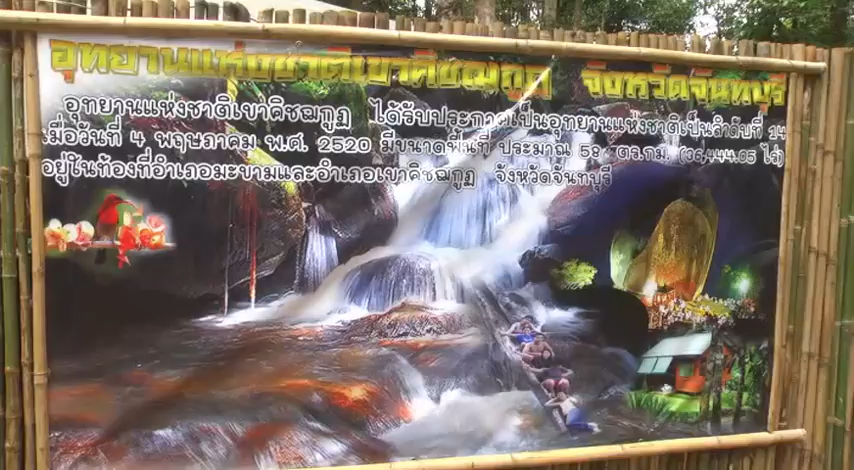 อุทยานแห่งชาติเขาคิชฌกูฏ จังหวัดจันทบุรี
อุทยานแห่งชาติเขาคิชฌกูฏ ได้รับประกาศเป็นอุทยานแห่งชาติเป็นลำดับที่ 14
เมื่อวันที่ 4 พฤษภาคม พ.ศ. 2520 มีขนาดพื้นที่ ประมาณ 58 ตร.กม. (36,444.05 ไร่)
อยู่ในท้องที่อำเภอมะขามและอำเภอเขาคิชฌกูฏ จังหวัดจันทบุรี